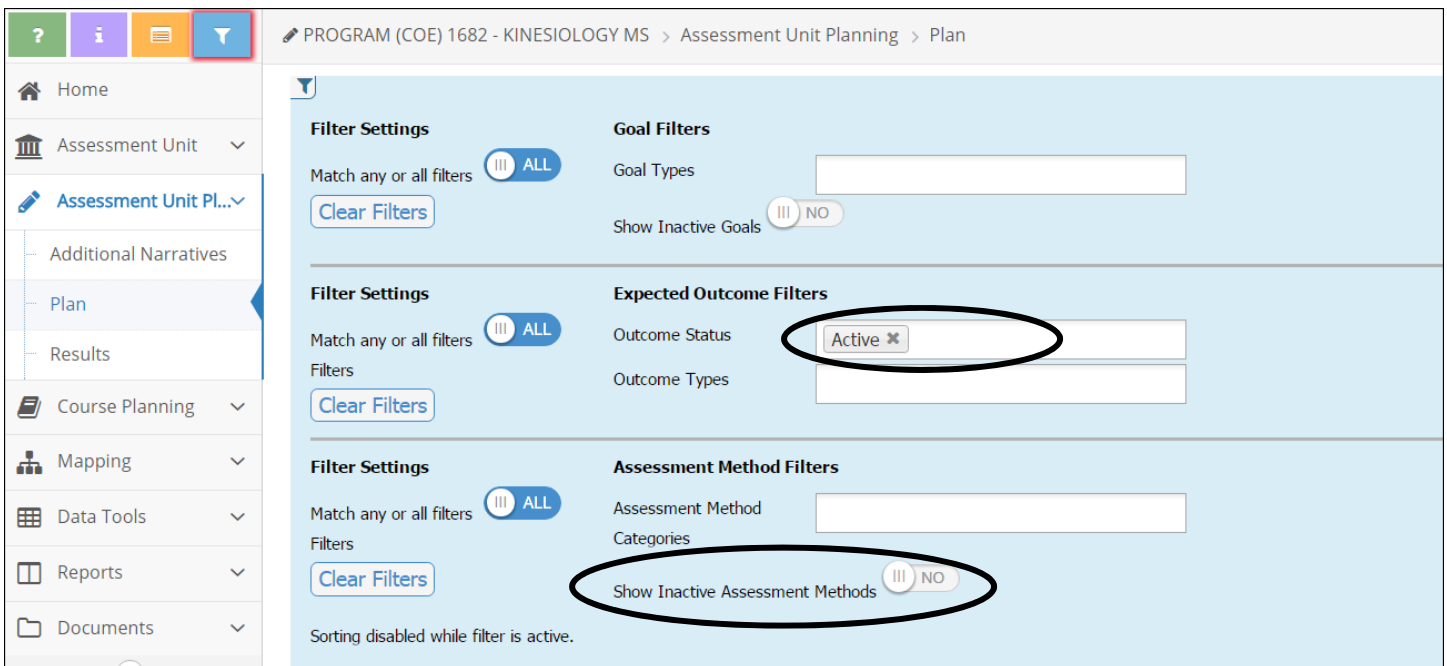 ? i
PROGRAM (COE) 1682 - KINESIOLOGY MS > Assessment Unit Planning > Plan
Home
Assessment Unit
Assessment Unit Pl...
Additional Narratives
Plan
Results
Course Planning
Mapping
Data Tools
Reports
Documents
Filter Settings
Match any or all filters ALL
Clear Filters
Goal Filters
Goal Types
Show Inactive Goals NO
Filter Settings
Match any or all filters ALL
Filters
Clear Filters
Expected Outcome Filters
Outcome Status Active ×
Outcome Types
Filter Settings
Match any or all filters ALL
Filters
Clear Filters
Assessment Method Filters
Assessment Method
Categories
Show Inactive Assessment Methods NO
Sorting disabled while filter is active.